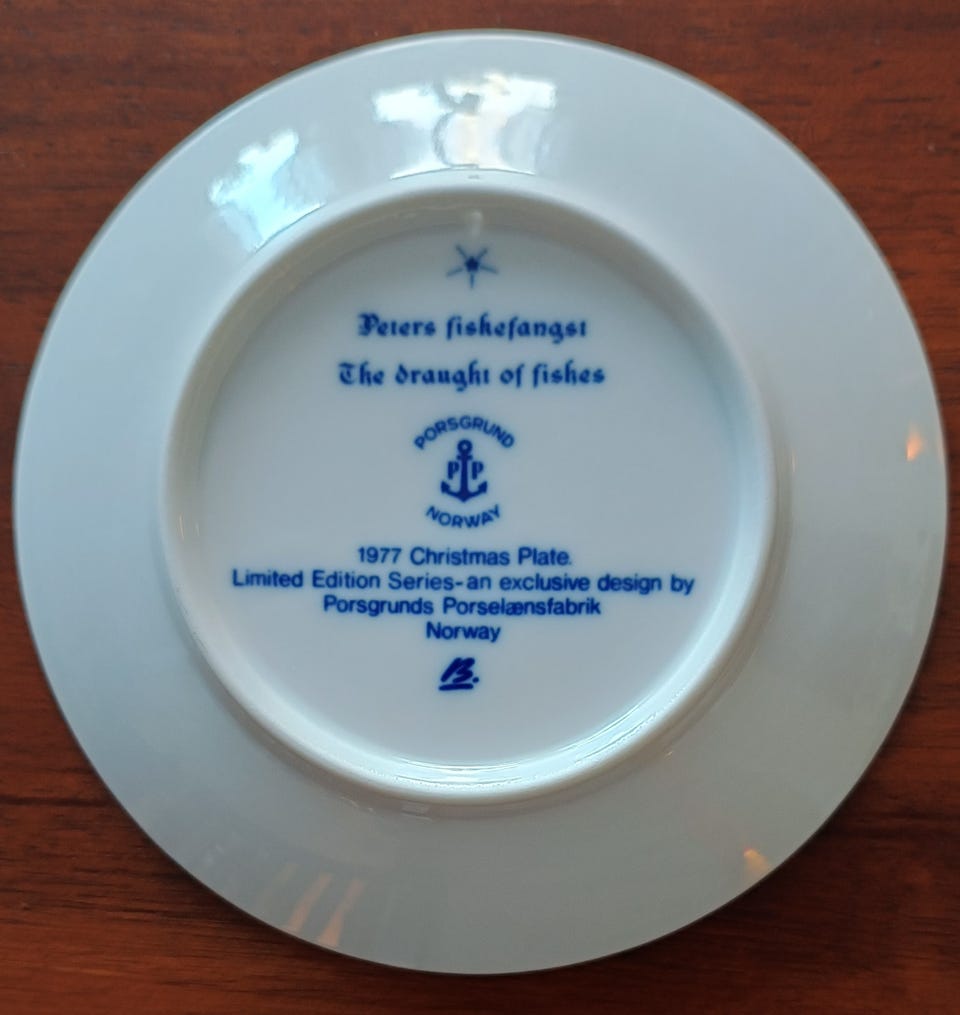 Peters fiskefangst
The draught of fishes
PORSGRUND
PP
NORWAY
1977 Christmas Plate.
Limited Edition Series-an exclusive design by
Porsgrunds Porselænsfabrik
Norway
B.